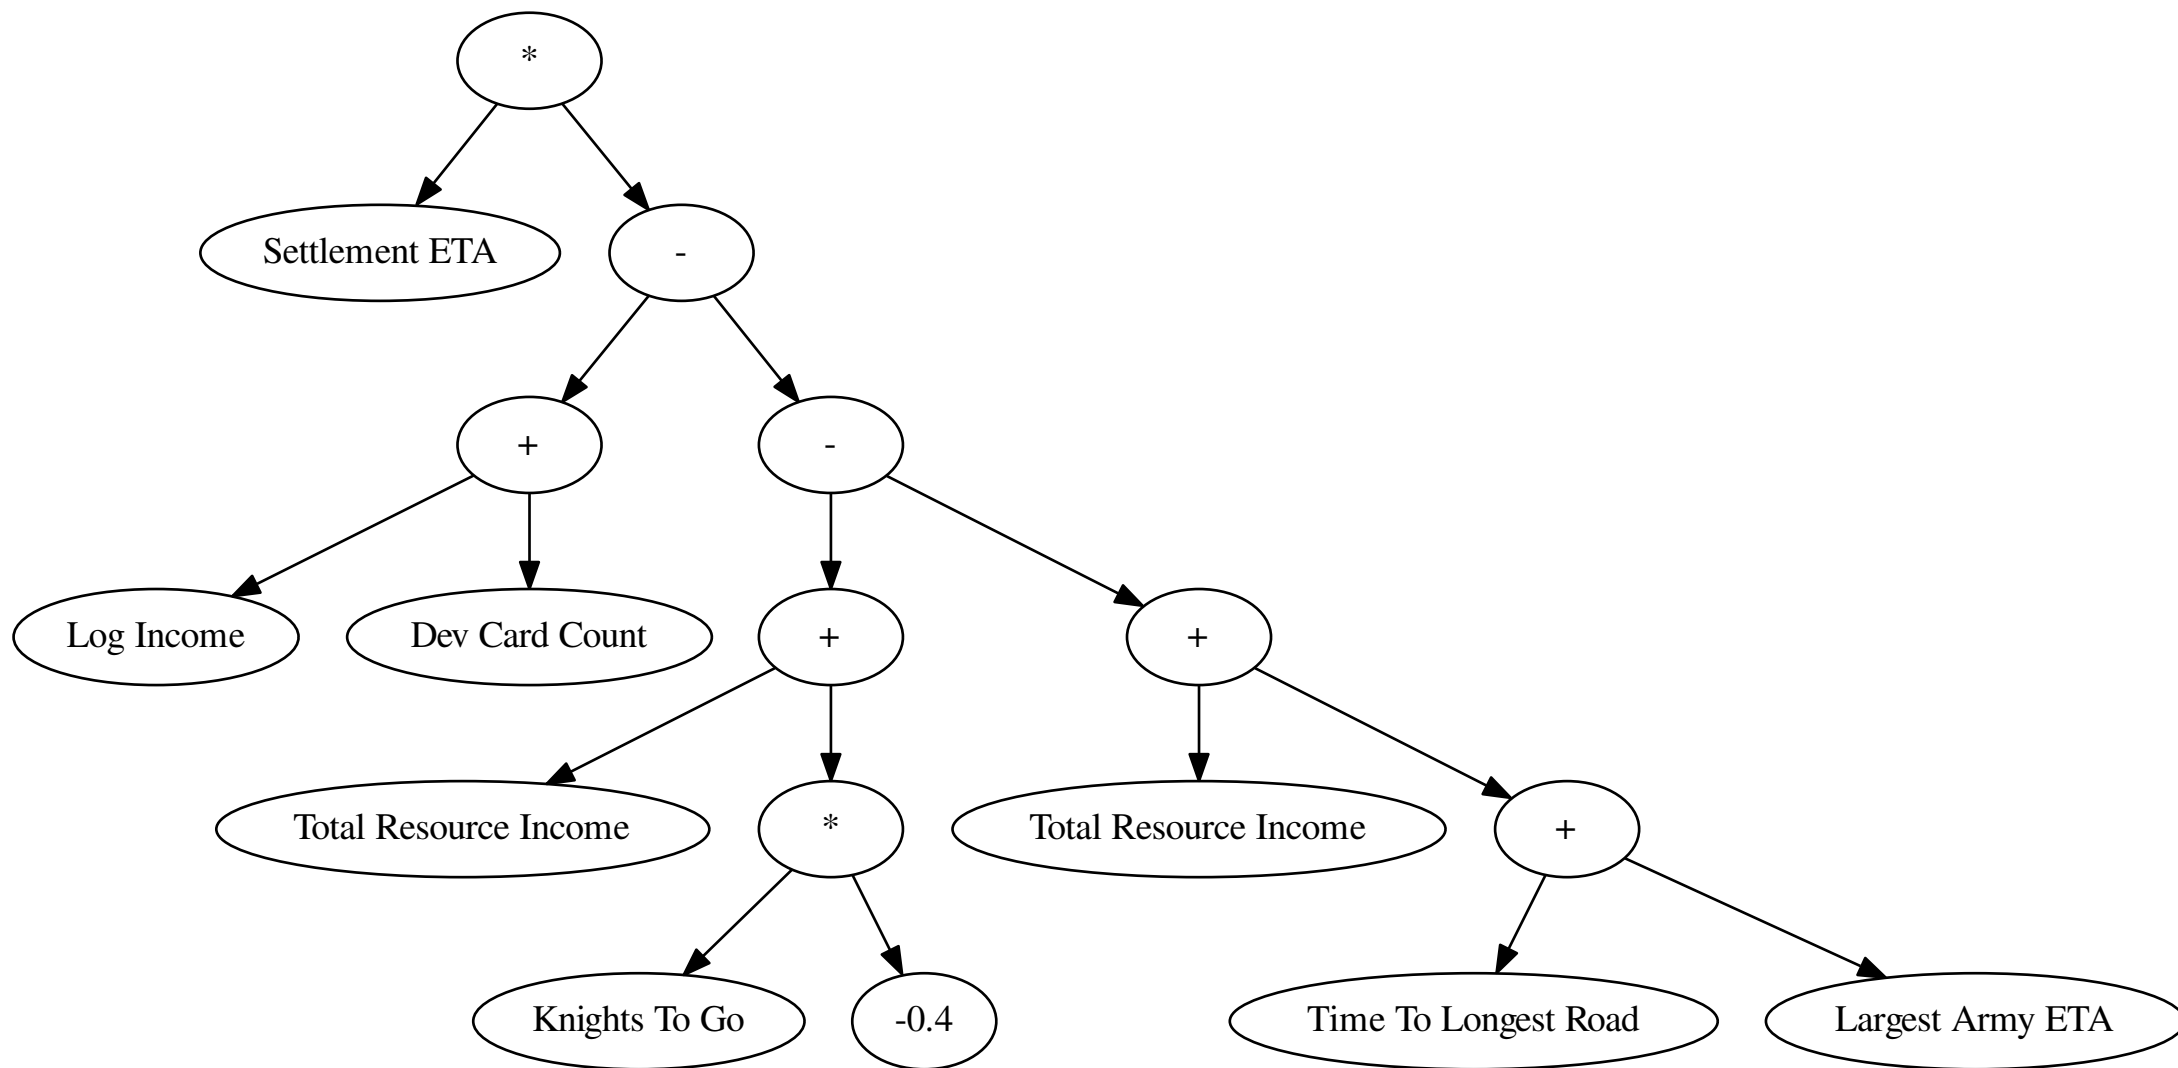 *
Settlement ETA
-
+
-
Log Income
Dev Card Count
+
+
Total Resource Income
*
Total Resource Income
+
Knights To Go
-0.4
Time To Longest Road
Largest Army ETA